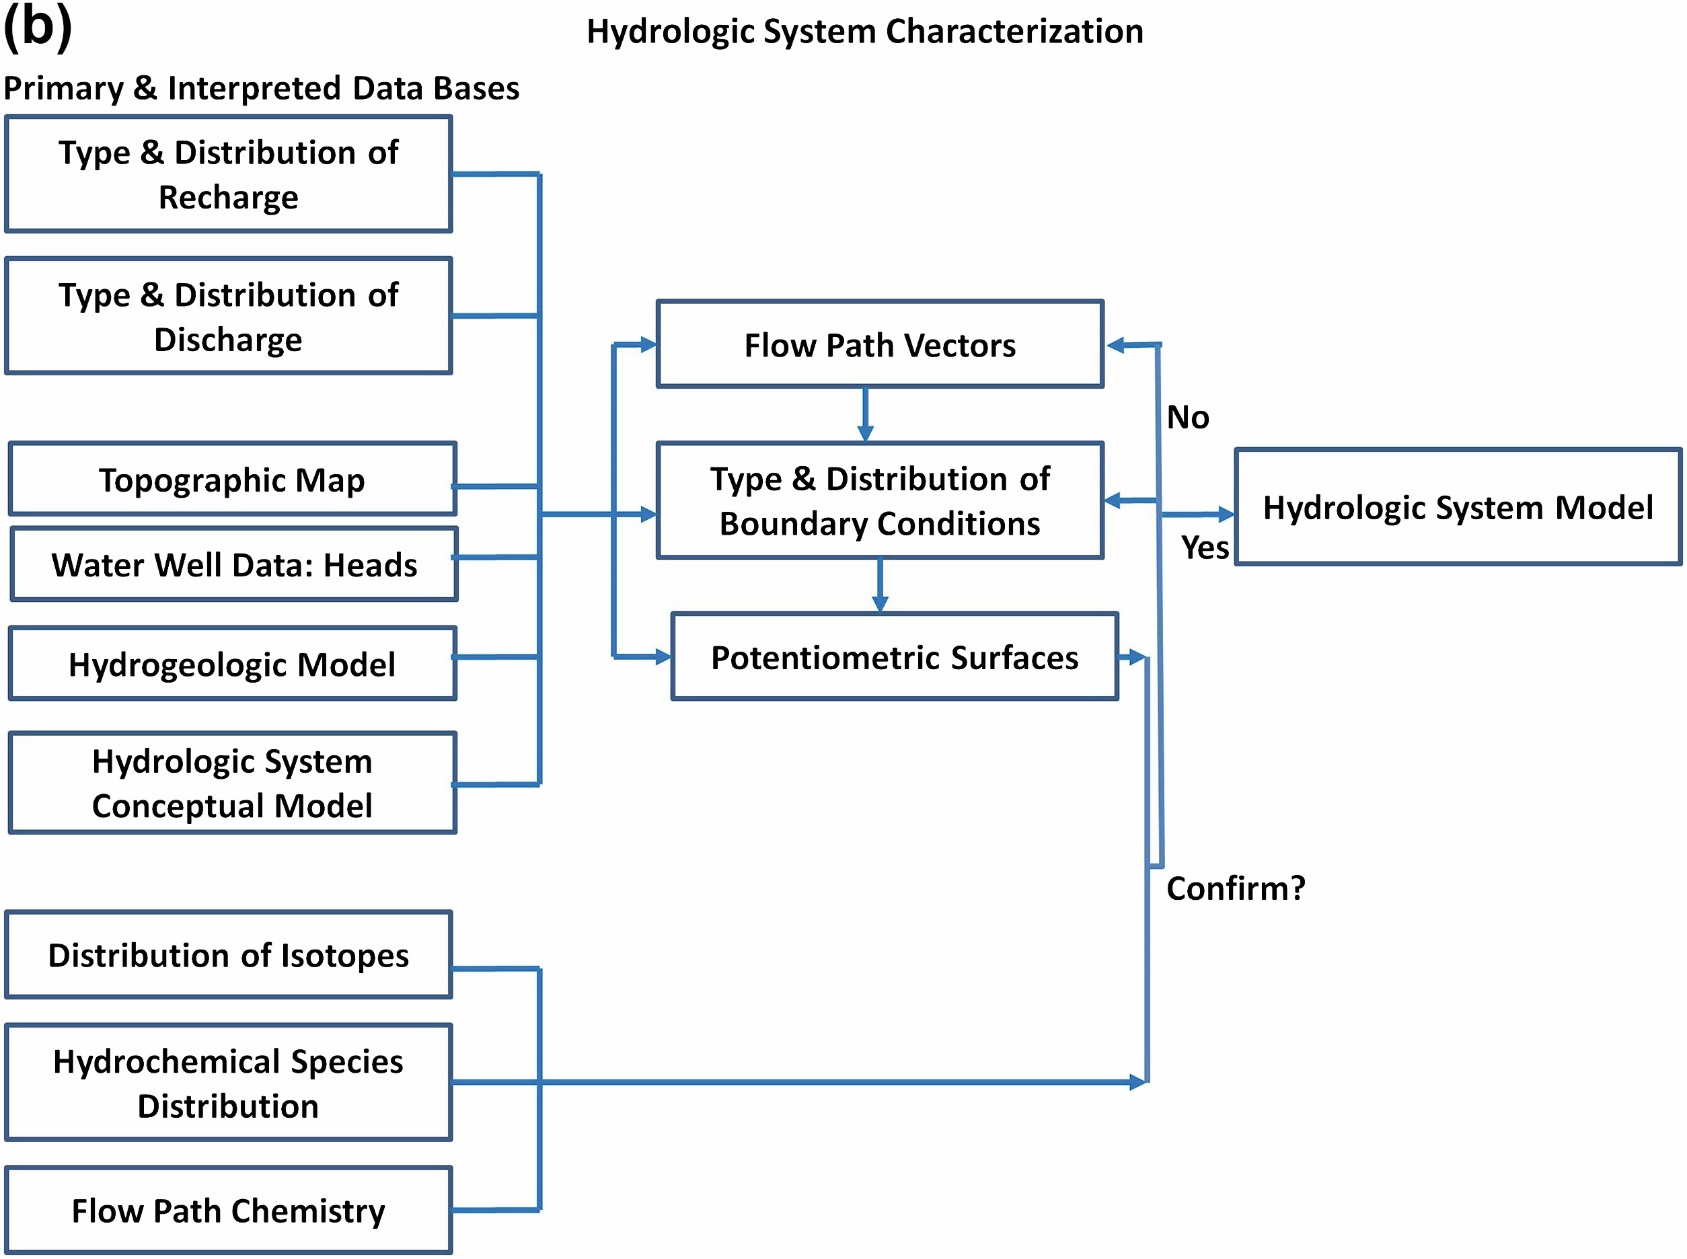 (b)
Hydrologic System Characterization
Primary & Interpreted Data Bases
Type & Distribution of
Recharge
Type & Distribution of
Discharge
Topographic Map
Water Well Data: Heads
Hydrogeologic Model
Hydrologic System
Conceptual Model
Distribution of Isotopes
Hydrochemical Species
Distribution
Flow Path Chemistry
Flow Path Vectors
Type & Distribution of
Boundary Conditions
Potentiometric Surfaces
No
Yes
Confirm?
Hydrologic System Model